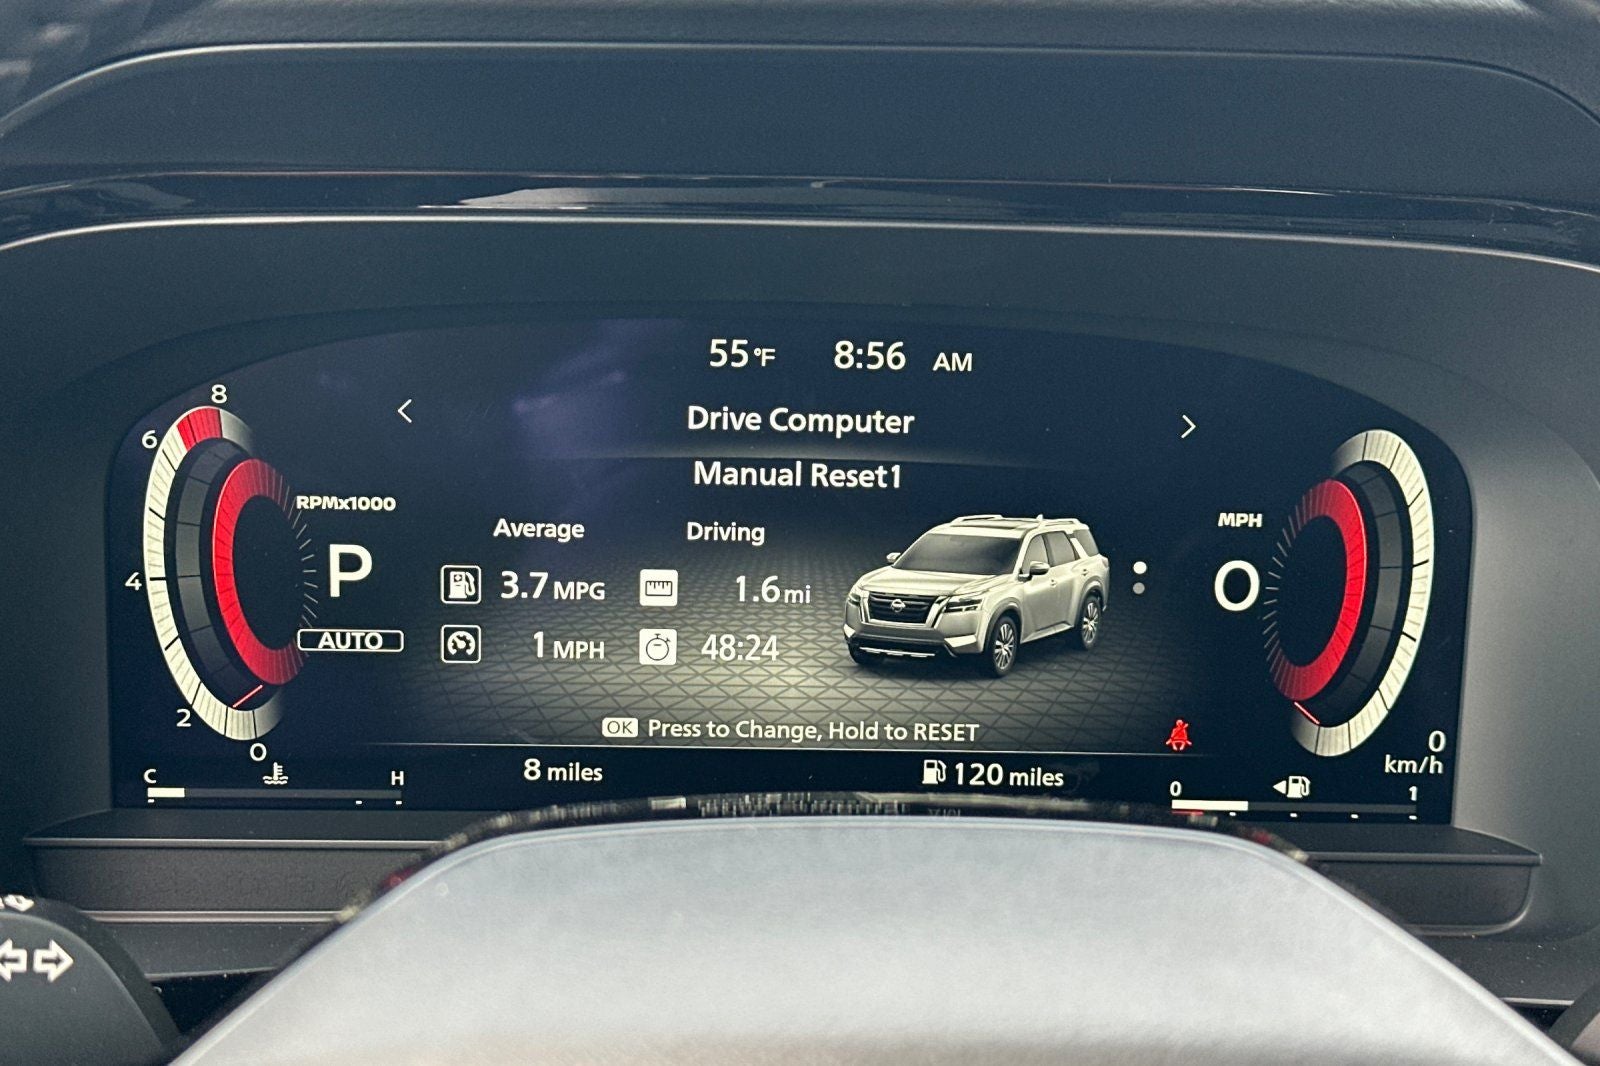 55°F 8:56 AM
Drive Computer
Manual Reset1
Average Driving
3.7 MPG 1.6 mi
1 MPH 48:24
OK Press to Change, Hold to RESET
8 miles
120 miles
8
6
4
2
0
RPMx1000
P
AUTO
C H
MPH
0
0
km/h
0 1